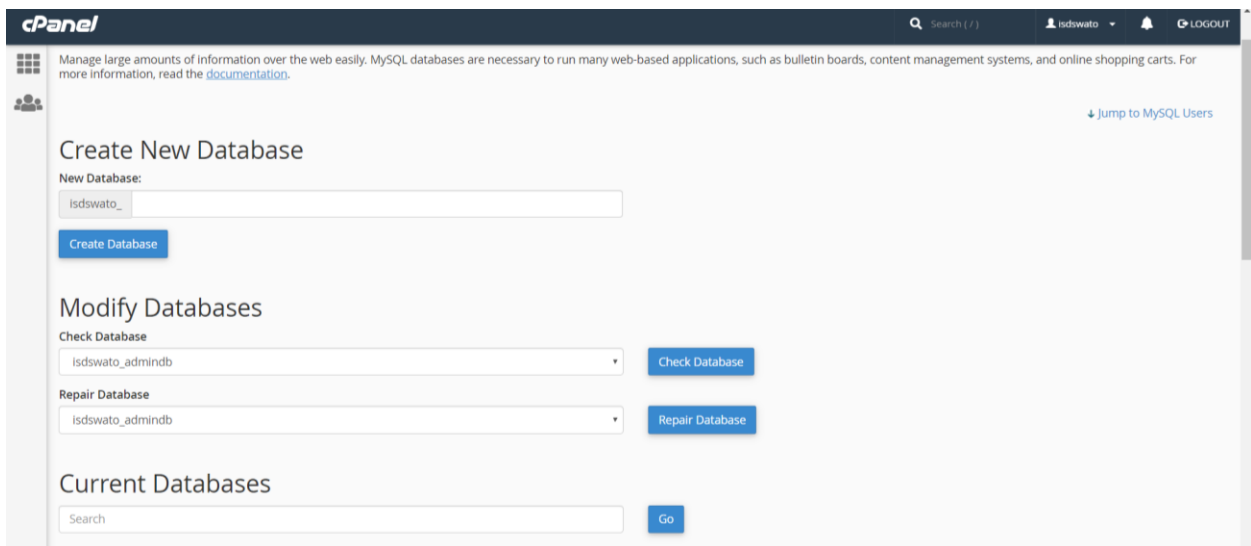 cPanel
Search ( / )
isdswato
LOGOUT
Manage large amounts of information over the web easily. MySQL databases are necessary to run many web-based applications, such as bulletin boards, content management systems, and online shopping carts. For
more information, read the documentation.
Jump to MySQL Users
Create New Database
New Database:
isdswato_
Create Database
Modify Databases
Check Database
isdswato_admindb
Check Database
Repair Database
isdswato_admindb
Repair Database
Current Databases
Search
Go